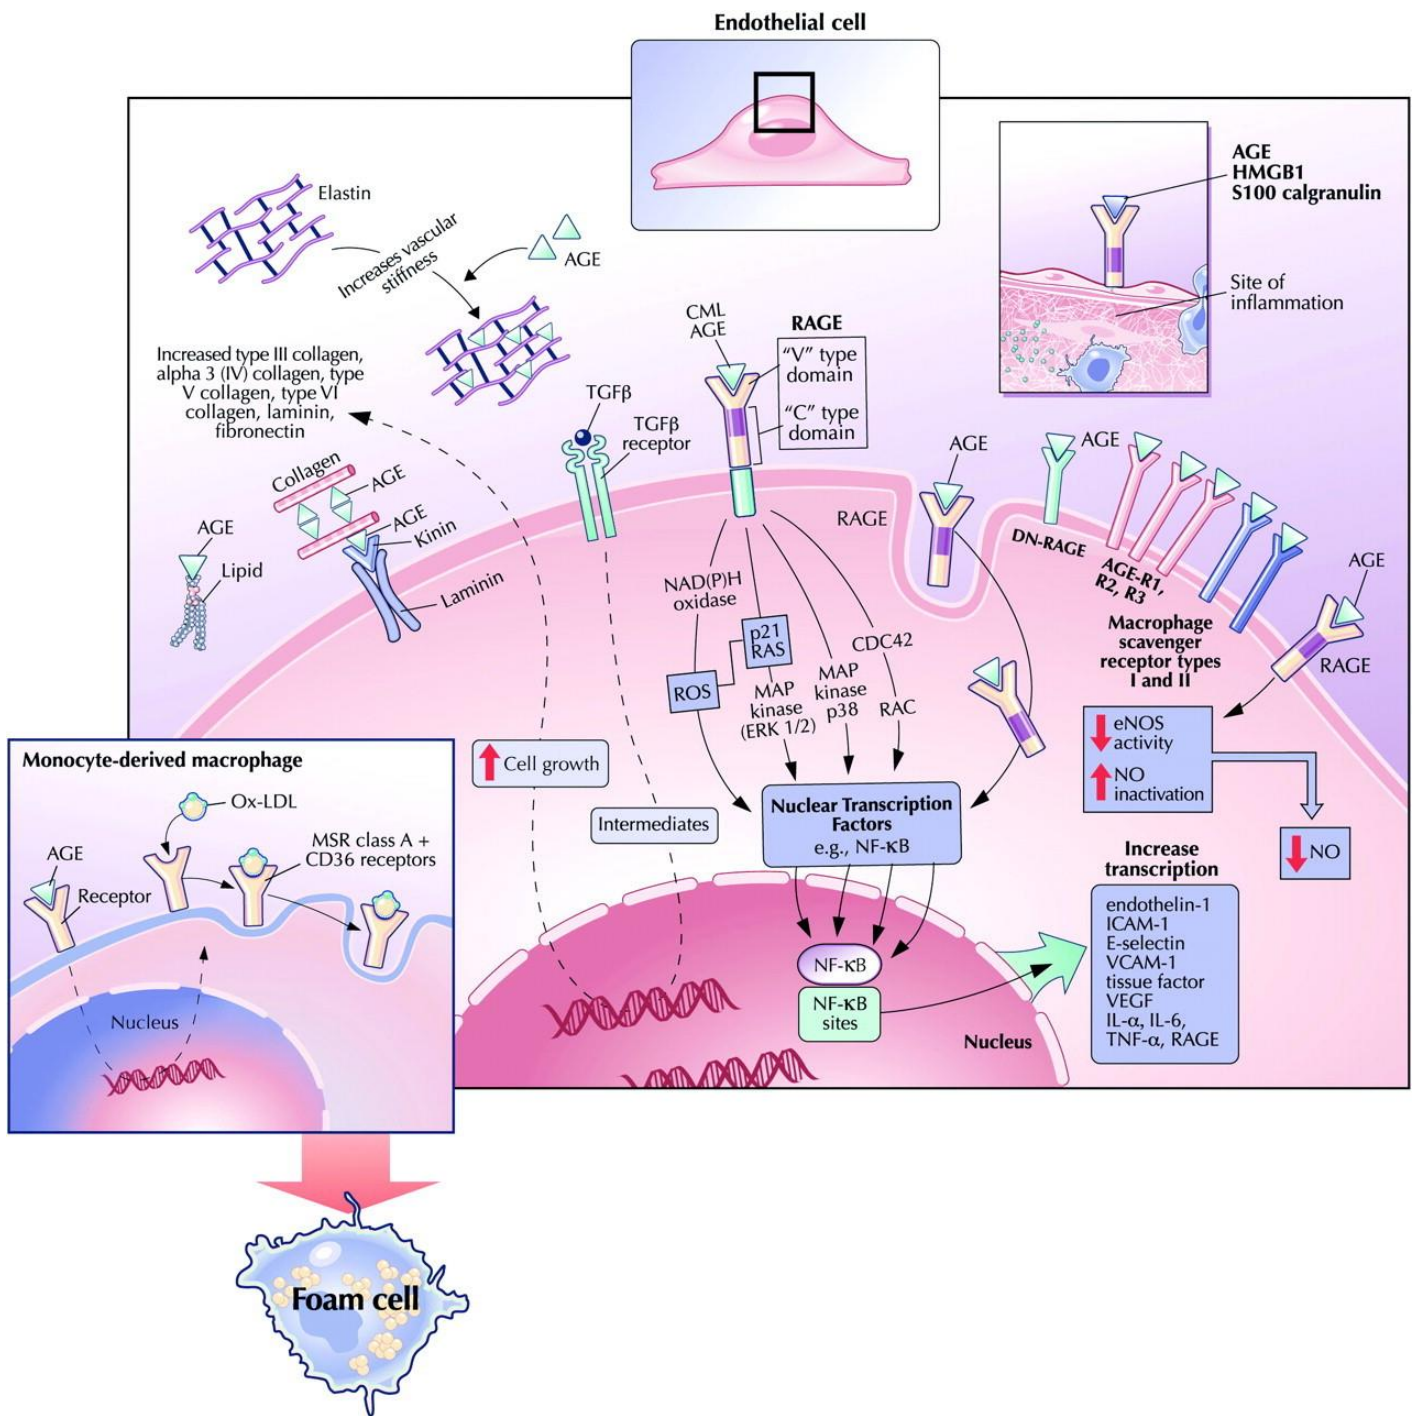 Endothelial cell
Elastin
Increases vascular
stiffness
AGE
AGE
HMGB1
S100 calgranulin
Site of
inflammation
CML
AGE
RAGE
“V” type
domain
“C” type
domain
Increased type III collagen,
alpha 3 (IV) collagen, type
V collagen, type VI
collagen, laminin,
fibronectin
TGFβ
TGFβ
receptor
Collagen
AGE
AGE
Kinin
Laminin
AGE
Lipid
AGE
RAGE
AGE
DN-RAGE
AGE-R1,
R2, R3
Macrophage
scavenger
receptor types
I and II
AGE
RAGE
NAD(P)H
oxidase
p21
RAS
ROS
MAP
kinase
(ERK 1/2)
MAP
kinase
p38
CDC42
RAC
eNOS
activity
NO
inactivation
NO
Cell growth
Intermediates
Nuclear Transcription
Factors
e.g., NF-κB
NF-κB
NF-κB
sites
Nucleus
Increase
transcription
endothelin-1
ICAM-1
E-selectin
VCAM-1
tissue factor
VEGF
IL-α, IL-6,
TNF-α, RAGE
Monocyte-derived macrophage
Ox-LDL
MSR class A +
CD36 receptors
AGE
Receptor
Nucleus
Foam cell